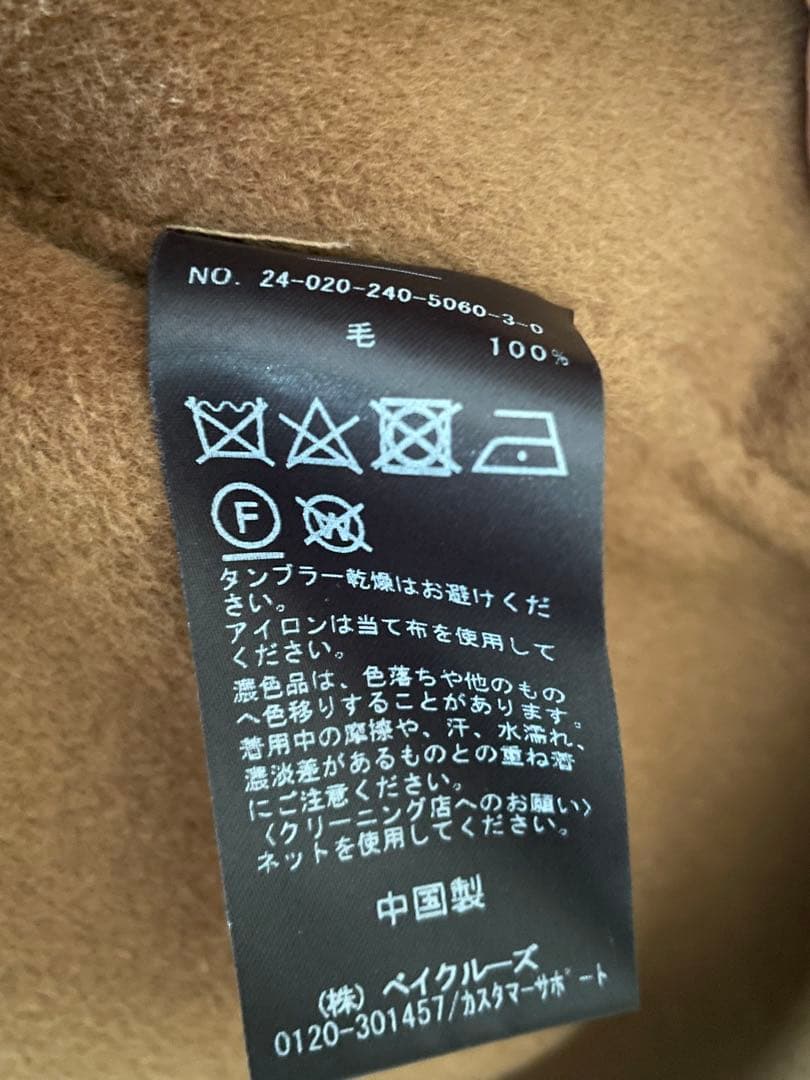 NO. 24-020-240-5060-3-0
毛 100%
F W
タンブラー乾燥はお避けくだ
さい。
アイロンは当て布を使用して
ください。
濃色品は、色落ちや他のもの
へ色移りすることがあります。
着用中の摩擦や、汗、水濡れ、
濃淡差があるものとの重ね着
にご注意ください。
〈クリーニング店へのお願い〉
ネットを使用してください。
中国製
(株) ベイクルーズ
0120-301457/カスタマーサポート